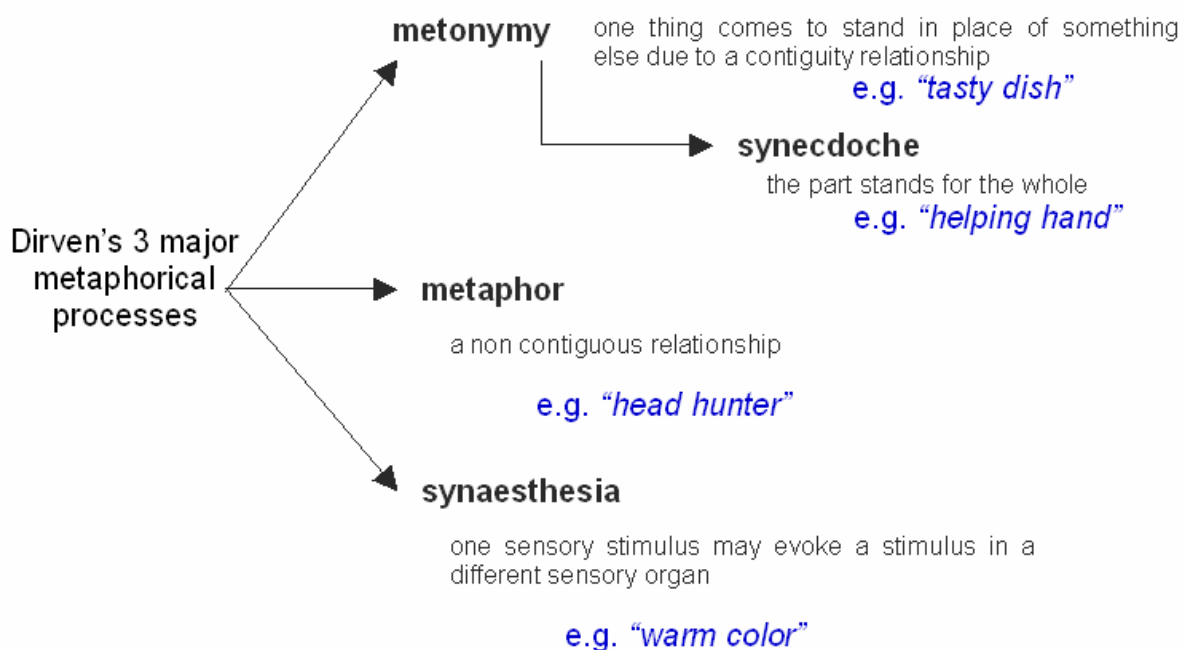 metonymy
one thing comes to stand in place of something
else due to a contiguity relationship
e.g. “tasty dish”
synecdoche
the part stands for the whole
e.g. “helping hand”
Dirven’s 3 major
metaphorical
processes
metaphor
a non contiguous relationship
e.g. “head hunter”
synaesthesia
one sensory stimulus may evoke a stimulus in a
different sensory organ
e.g. “warm color”